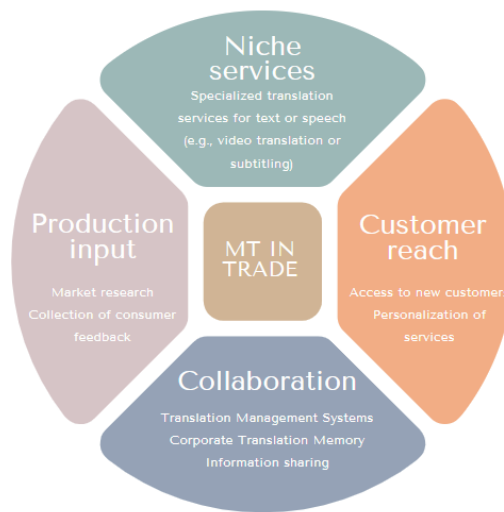 Niche
services
Specialized translation
services for text or speech
(e.g., video translation or
subtitling)
Production
input
Market research
Collection of consumer
feedback
MT IN
TRADE
Customer
reach
Access to new customer
Personalization of
services
Collaboration
Translation Management Systems
Corporate Translation Memory
Information sharing